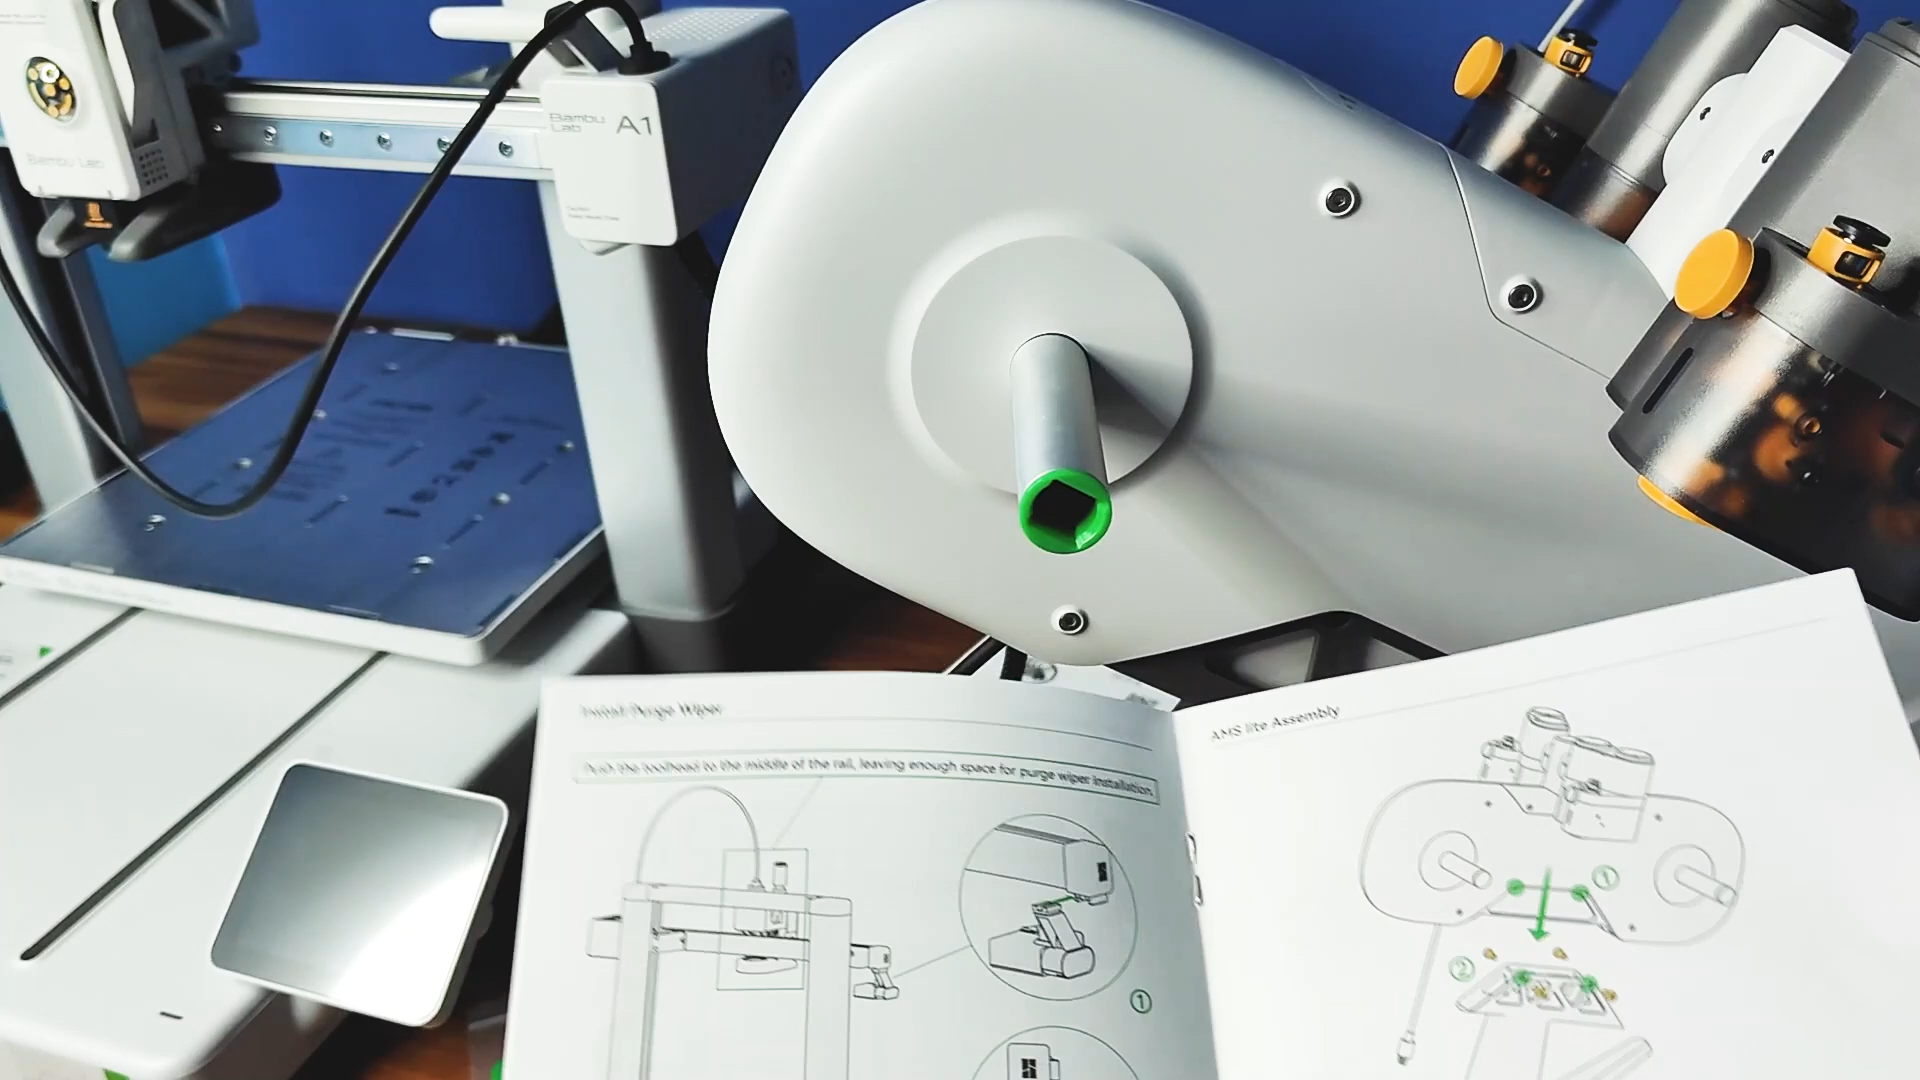 Bambu
Lab
A1
Bambu Lab
Install Purge Wiper
Push the toolhead to the middle of the rail, leaving enough space for purge wiper installation.
1
AMS lite Assembly
1
2